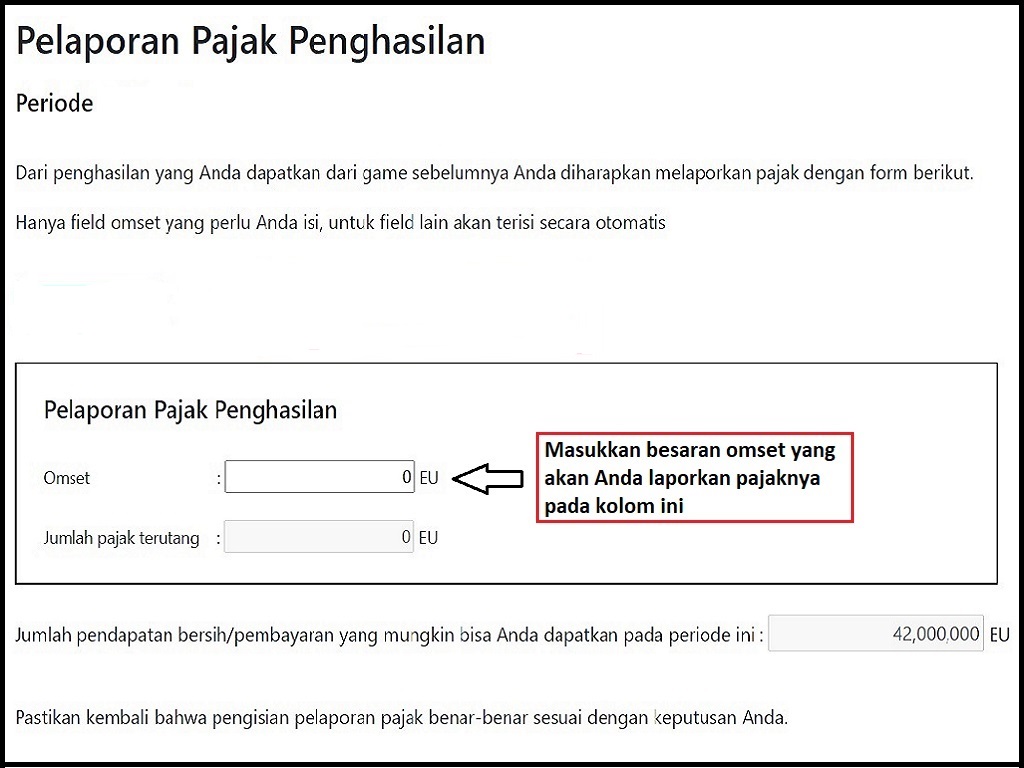 Pelaporan Pajak Penghasilan
Periode
Dari penghasilan yang Anda dapatkan dari game sebelumnya Anda diharapkan melaporkan pajak dengan form berikut.
Hanya field omset yang perlu Anda isi, untuk field lain akan terisi secara otomatis
Pelaporan Pajak Penghasilan
Omset : 0 EU
Masukkan besaran omset yang
akan Anda laporkan pajaknya
pada kolom ini
Jumlah pajak terutang : 0 EU
Jumlah pendapatan bersih/pembayaran yang mungkin bisa Anda dapatkan pada periode ini : 42,000,000 EU
Pastikan kembali bahwa pengisian pelaporan pajak benar-benar sesuai dengan keputusan Anda.